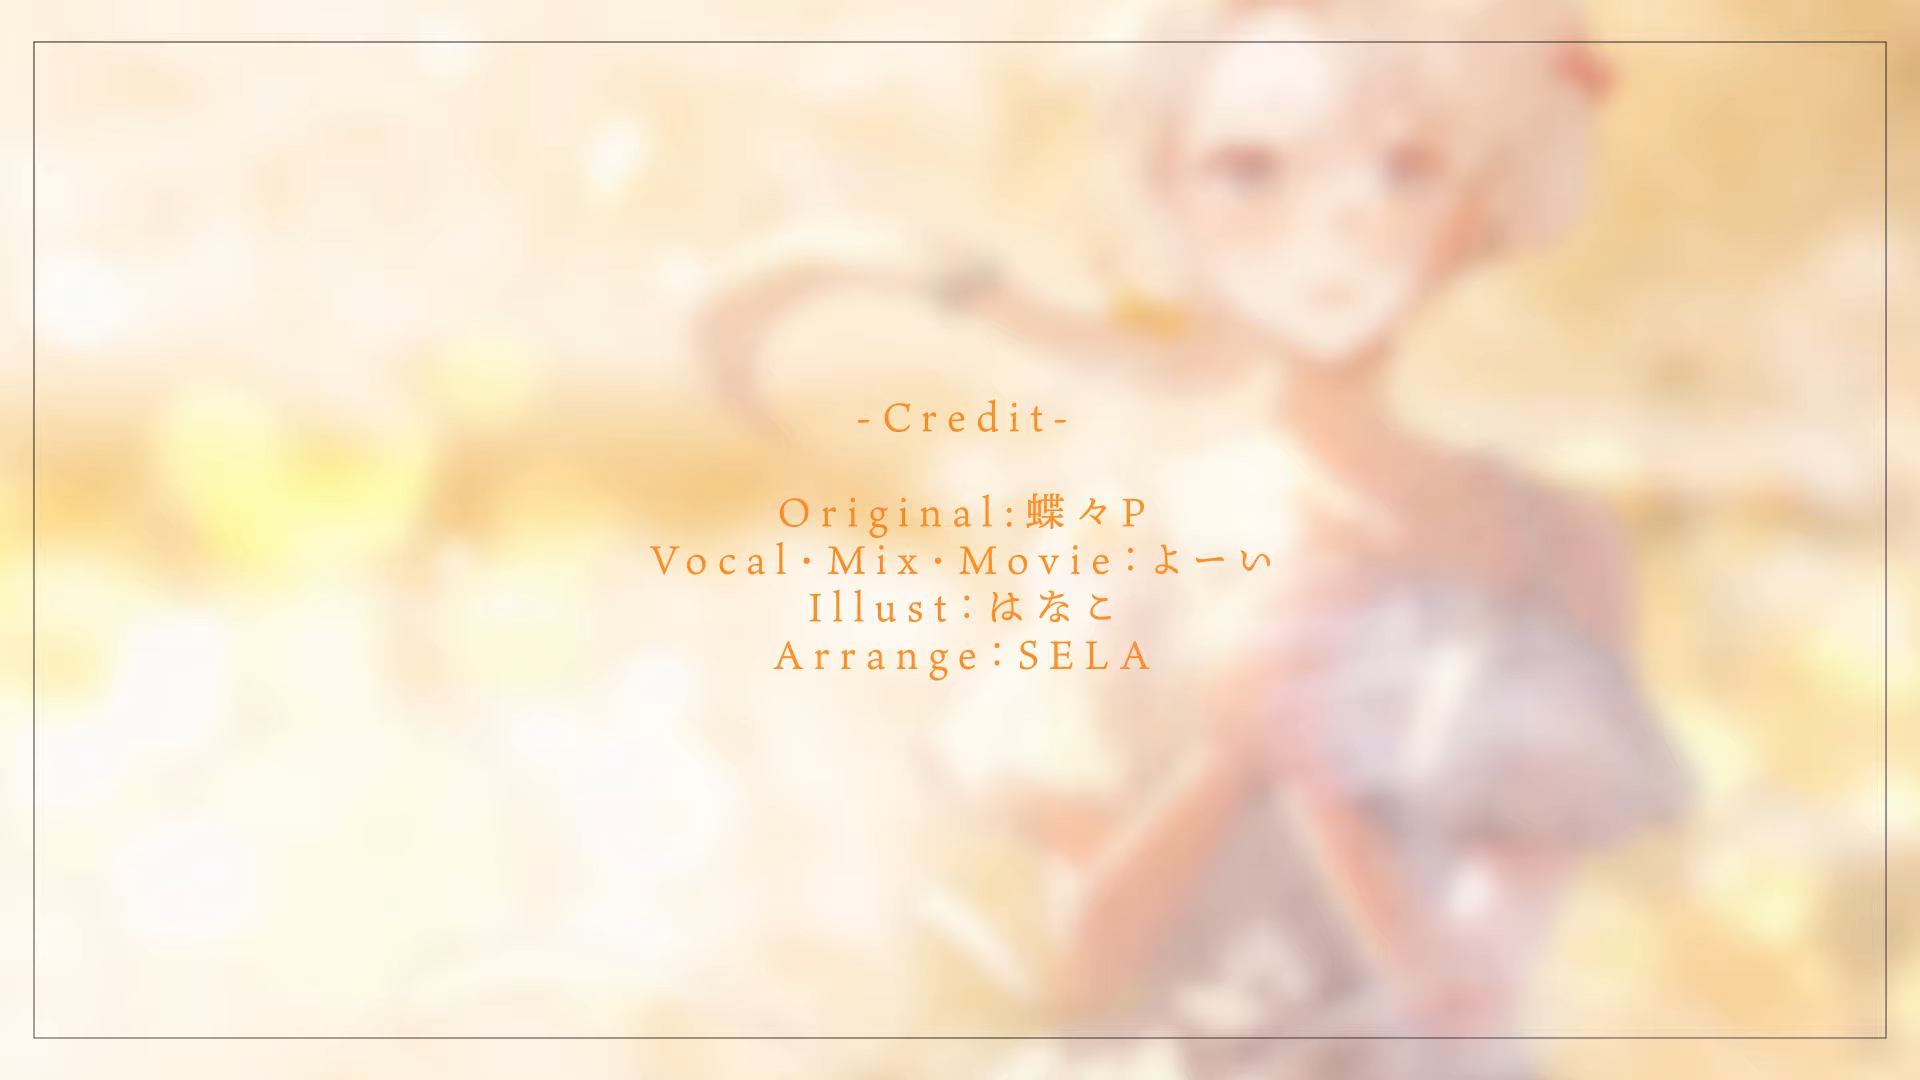 -Credit-
Original:蝶々P
Vocal・Mix・Movie：よーい
Illust：はなこ
Arrange：SELA